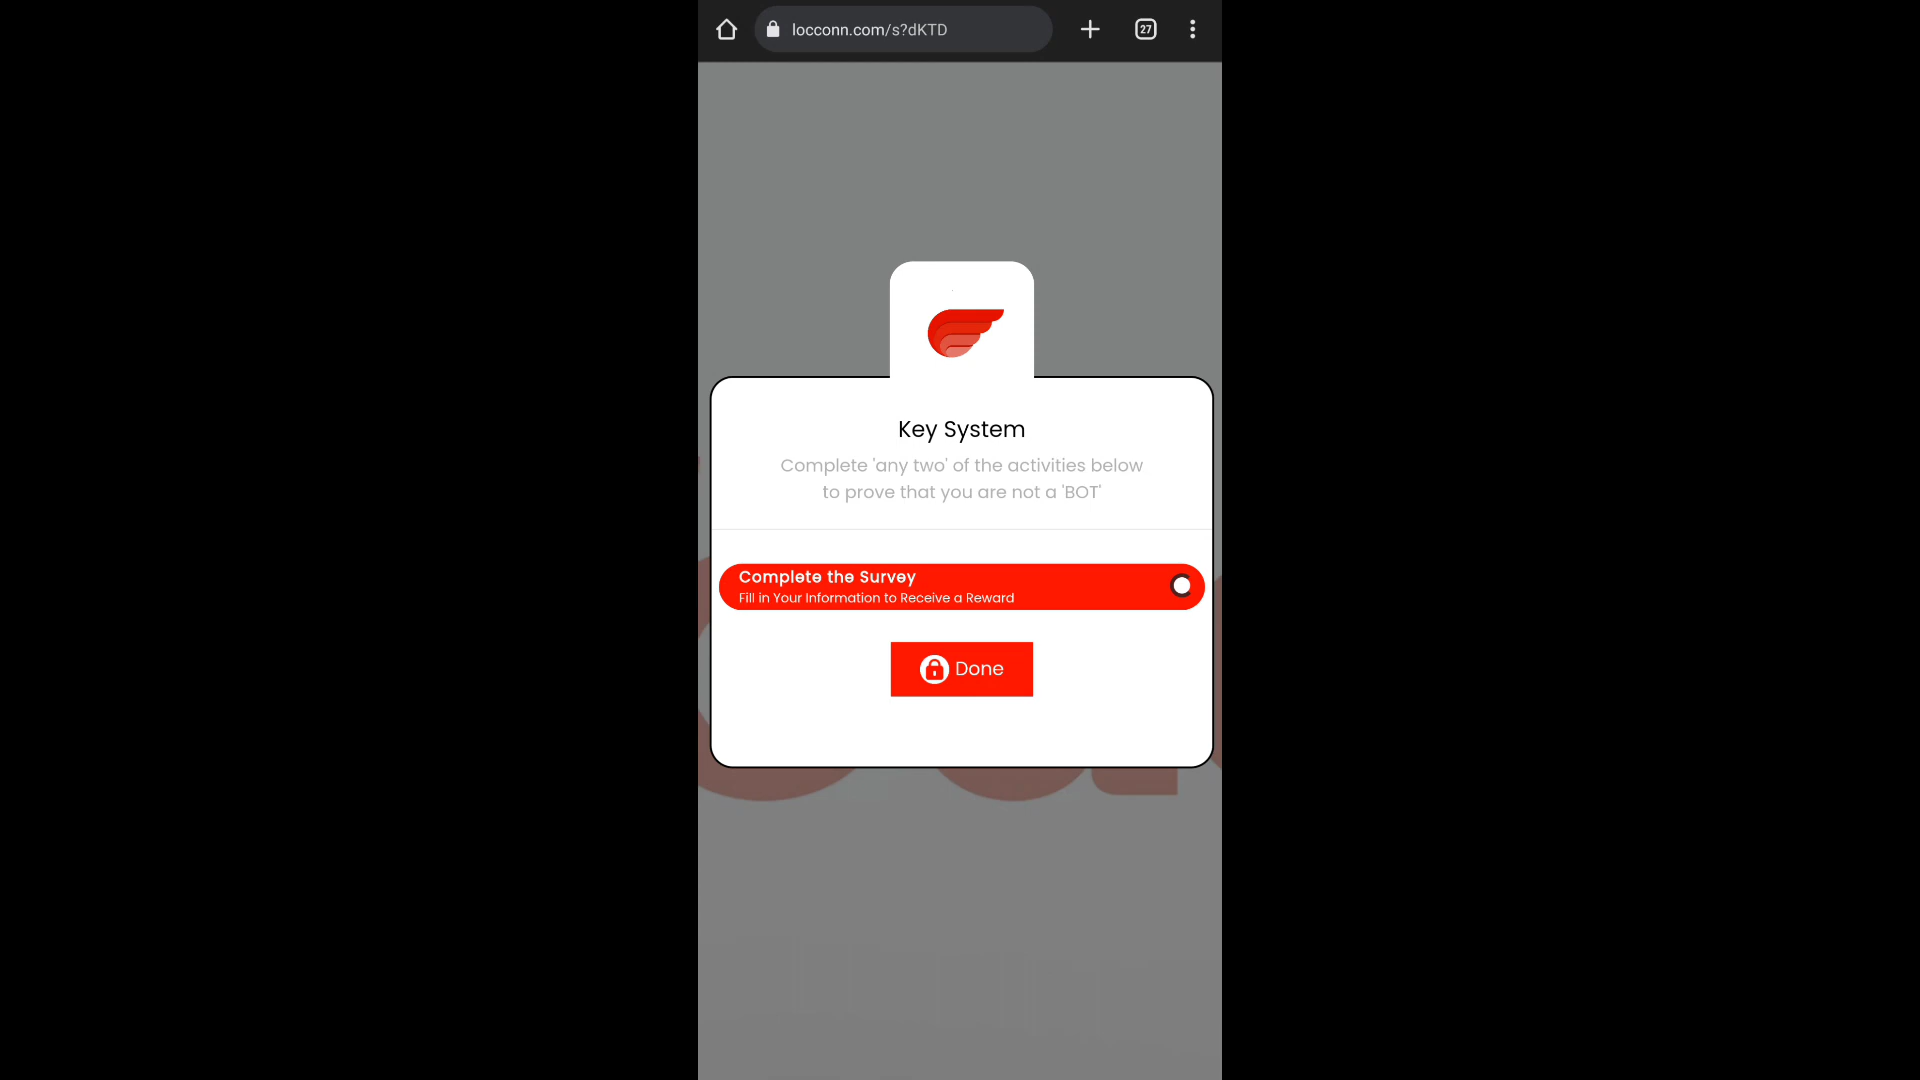 locconn.com/s?dKTD
27
Key System
Complete 'any two' of the activities below
to prove that you are not a 'BOT'
Complete the Survey
Fill in Your Information to Receive a Reward
Done